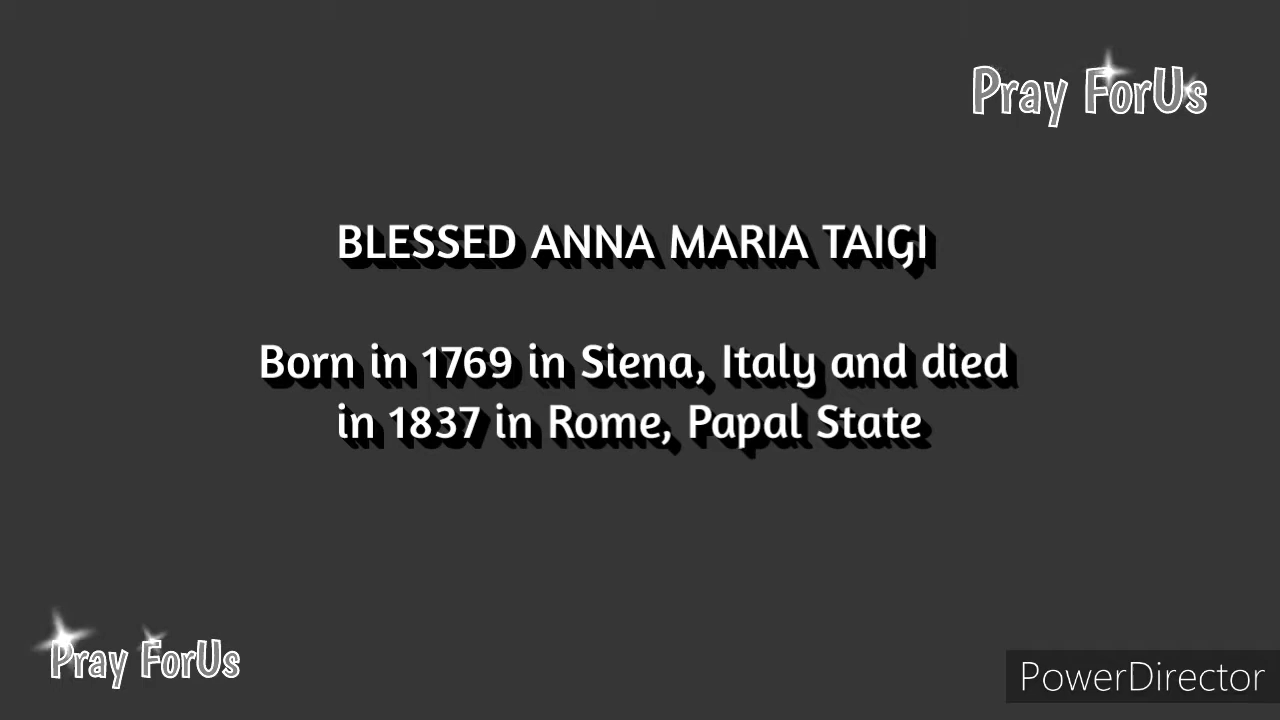 Pray ForUs
BLESSED ANNA MARIA TAIGI
Born in 1769 in Siena, Italy and died
in 1837 in Rome, Papal State
Pray ForUs
PowerDirector